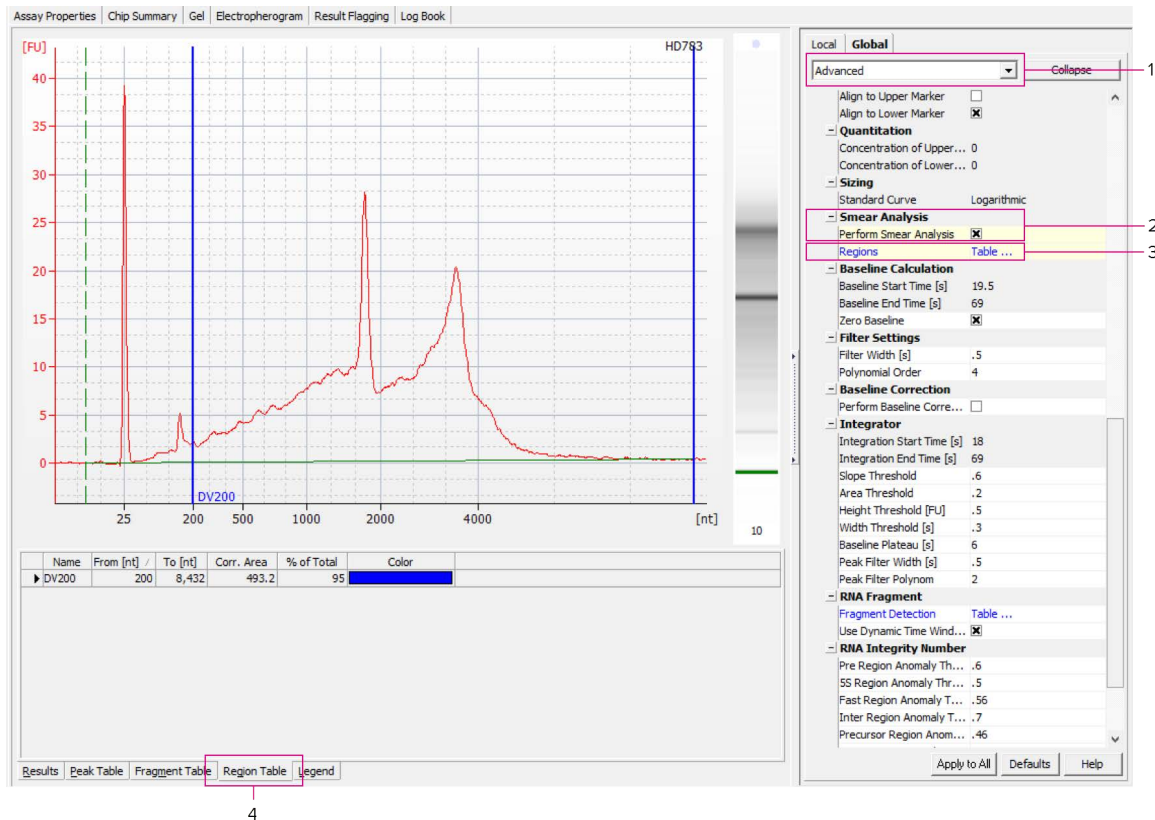 Assay Properties Chip Summary Gel Electropherogram Result Flagging Log Book
[FU]
HD783
40
35
30
25
20
15
10
5
0
DV200
25 200 500 1000 2000 4000 [nt]
10
Name From [nt] / To [nt] Corr. Area % of Total Color
DV200 200 8,432 493.2 95
Results Peak Table Fragment Table Region Table Legend
4
Local Global
Advanced Collapse 1
Align to Upper Marker
Align to Lower Marker
Quantitation
Concentration of Upper... 0
Concentration of Lower... 0
Sizing
Standard Curve Logarithmic
Smear Analysis
Perform Smear Analysis 2
Regions Table ... 3
Baseline Calculation
Baseline Start Time [s] 19.5
Baseline End Time [s] 69
Zero Baseline
Filter Settings
Filter Width [s] .5
Polynomial Order 4
Baseline Correction
Perform Baseline Corre...
Integrator
Integration Start Time [s] 18
Integration End Time [s] 69
Slope Threshold .6
Area Threshold .2
Height Threshold [FU] .5
Width Threshold [s] .3
Baseline Plateau [s] 6
Peak Filter Width [s] .5
Peak Filter Polynom 2
RNA Fragment
Fragment Detection Table ...
Use Dynamic Time Wind...
RNA Integrity Number
Pre Region Anomaly Th... .6
5S Region Anomaly Thr... .5
Fast Region Anomaly T... .56
Inter Region Anomaly T... .7
Precursor Region Anom... .46
Apply to All Defaults Help